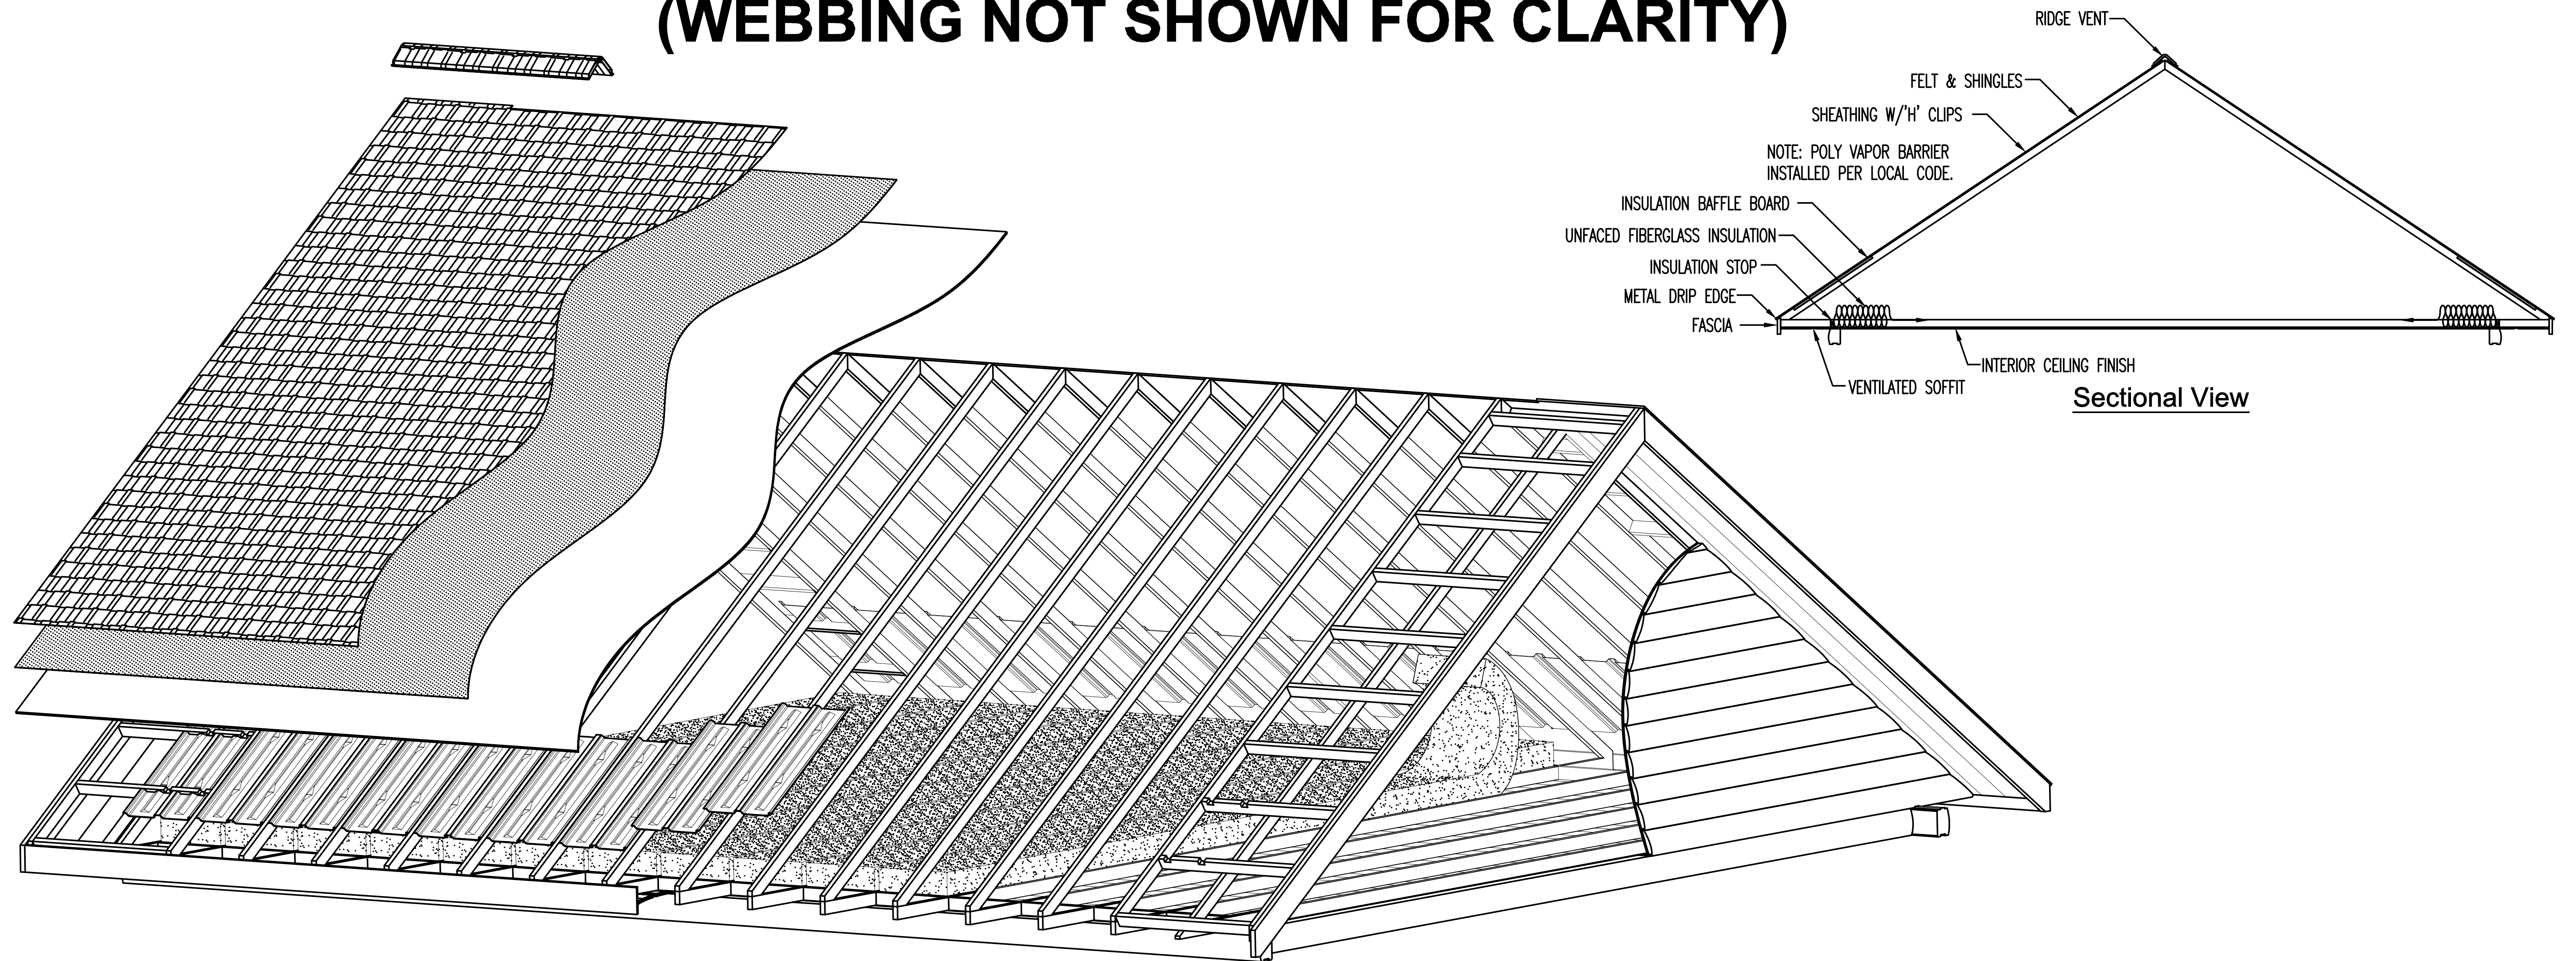 (WEBBING NOT SHOWN FOR CLARITY)
RIDGE VENT
FELT & SHINGLES
SHEATHING W/'H' CLIPS
NOTE: POLY VAPOR BARRIER
INSTALLED PER LOCAL CODE.
INSULATION BAFFLE BOARD
UNFACED FIBERGLASS INSULATION
INSULATION STOP
METAL DRIP EDGE
FASCIA
INTERIOR CEILING FINISH
VENTILATED SOFFIT
Sectional View